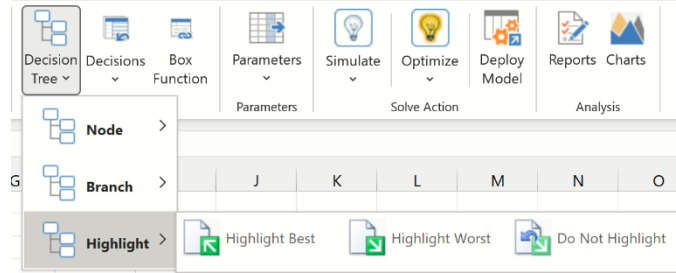 Decision Tree
Decisions
Box Function
Parameters
Simulate
Optimize
Deploy Model
Reports
Charts
Parameters
Solve Action
Analysis
Node
Branch
Highlight
Highlight Best
Highlight Worst
Do Not Highlight
G
J
K
L
M
N
O